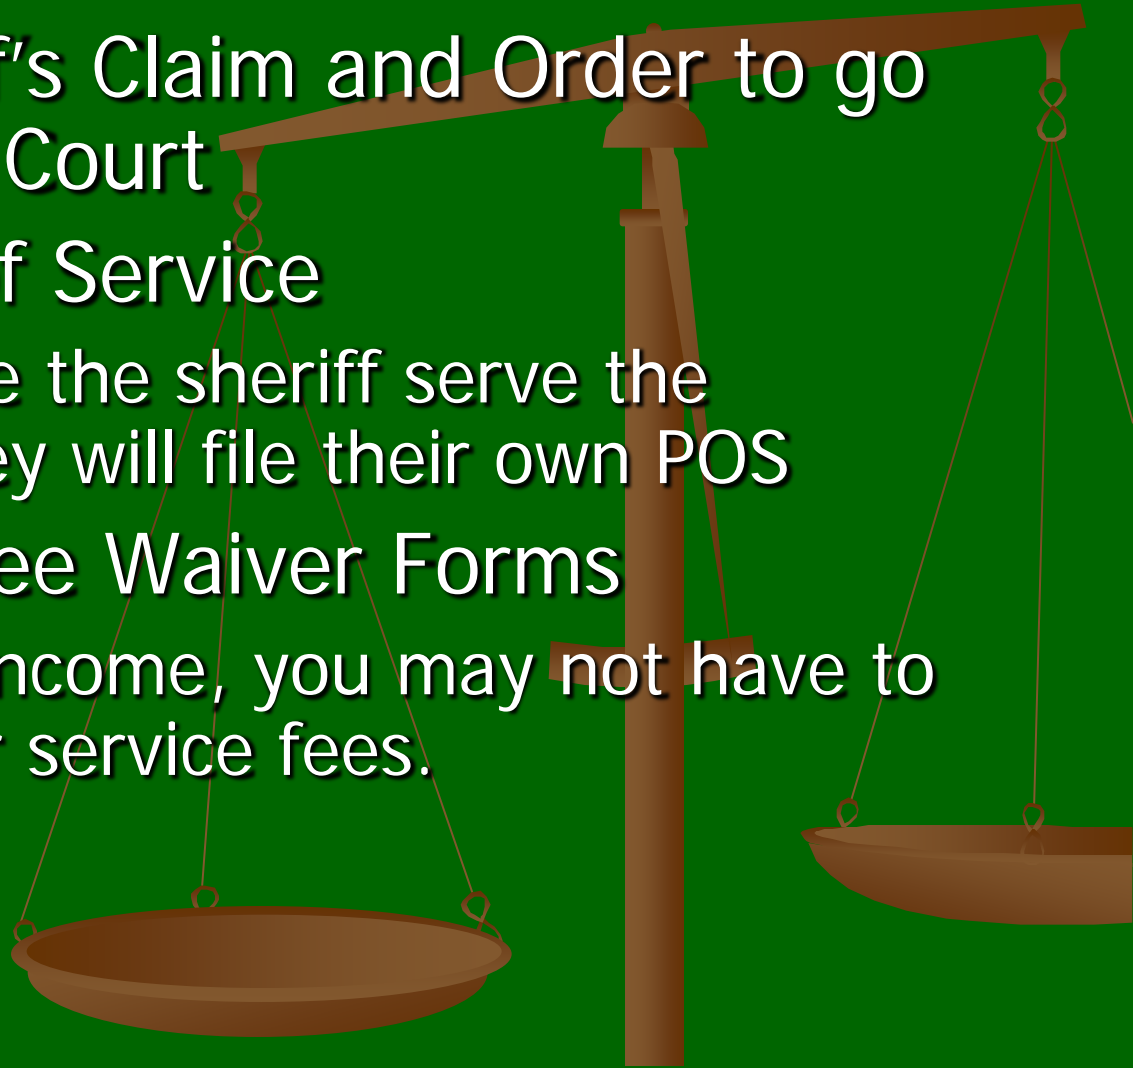 f's Claim and Order to go
Court
f Service
e the sheriff serve the
ey will file their own POS
ee Waiver Forms
ncome, you may not have to
r service fees.